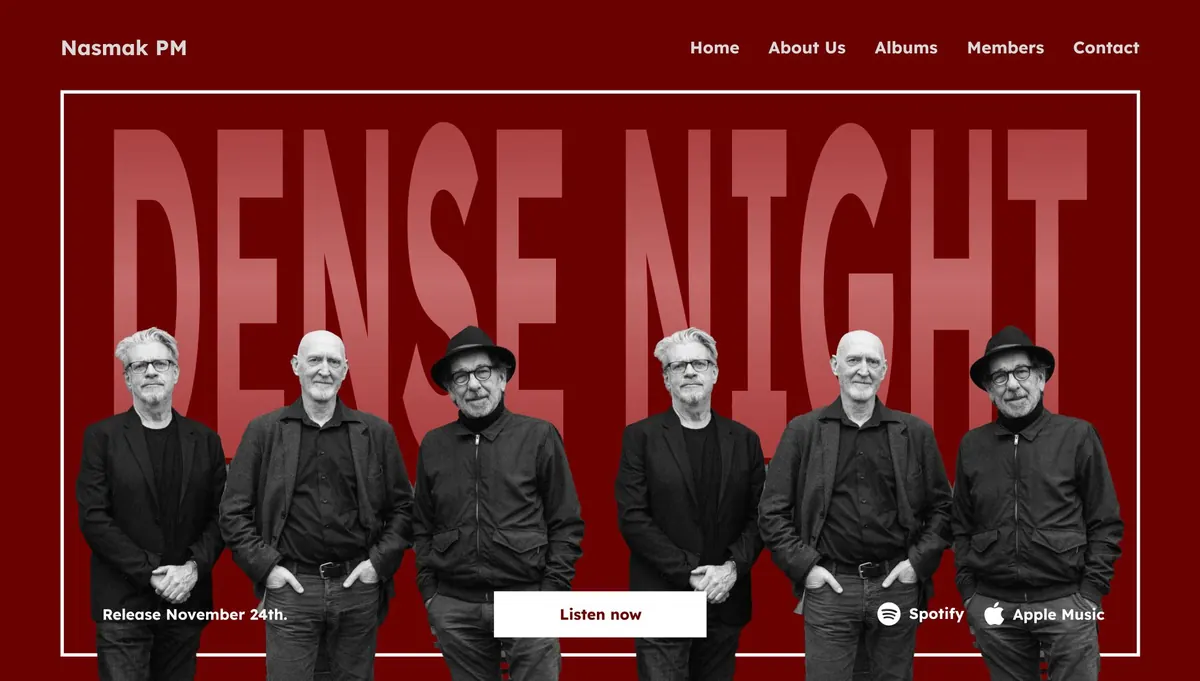 Nasmak PM
Home About Us Albums Members Contact
DENSE NIGHT
Release November 24th.
Listen now
Spotify Apple Music